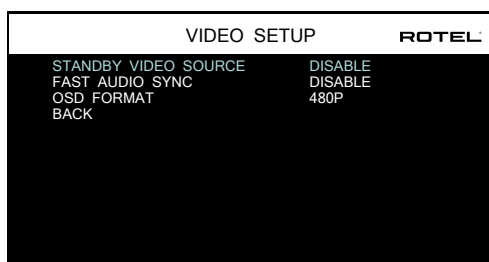 VIDEO SETUP ROTEL
STANDBY VIDEO SOURCE DISABLE
FAST AUDIO SYNC DISABLE
OSD FORMAT 480P
BACK